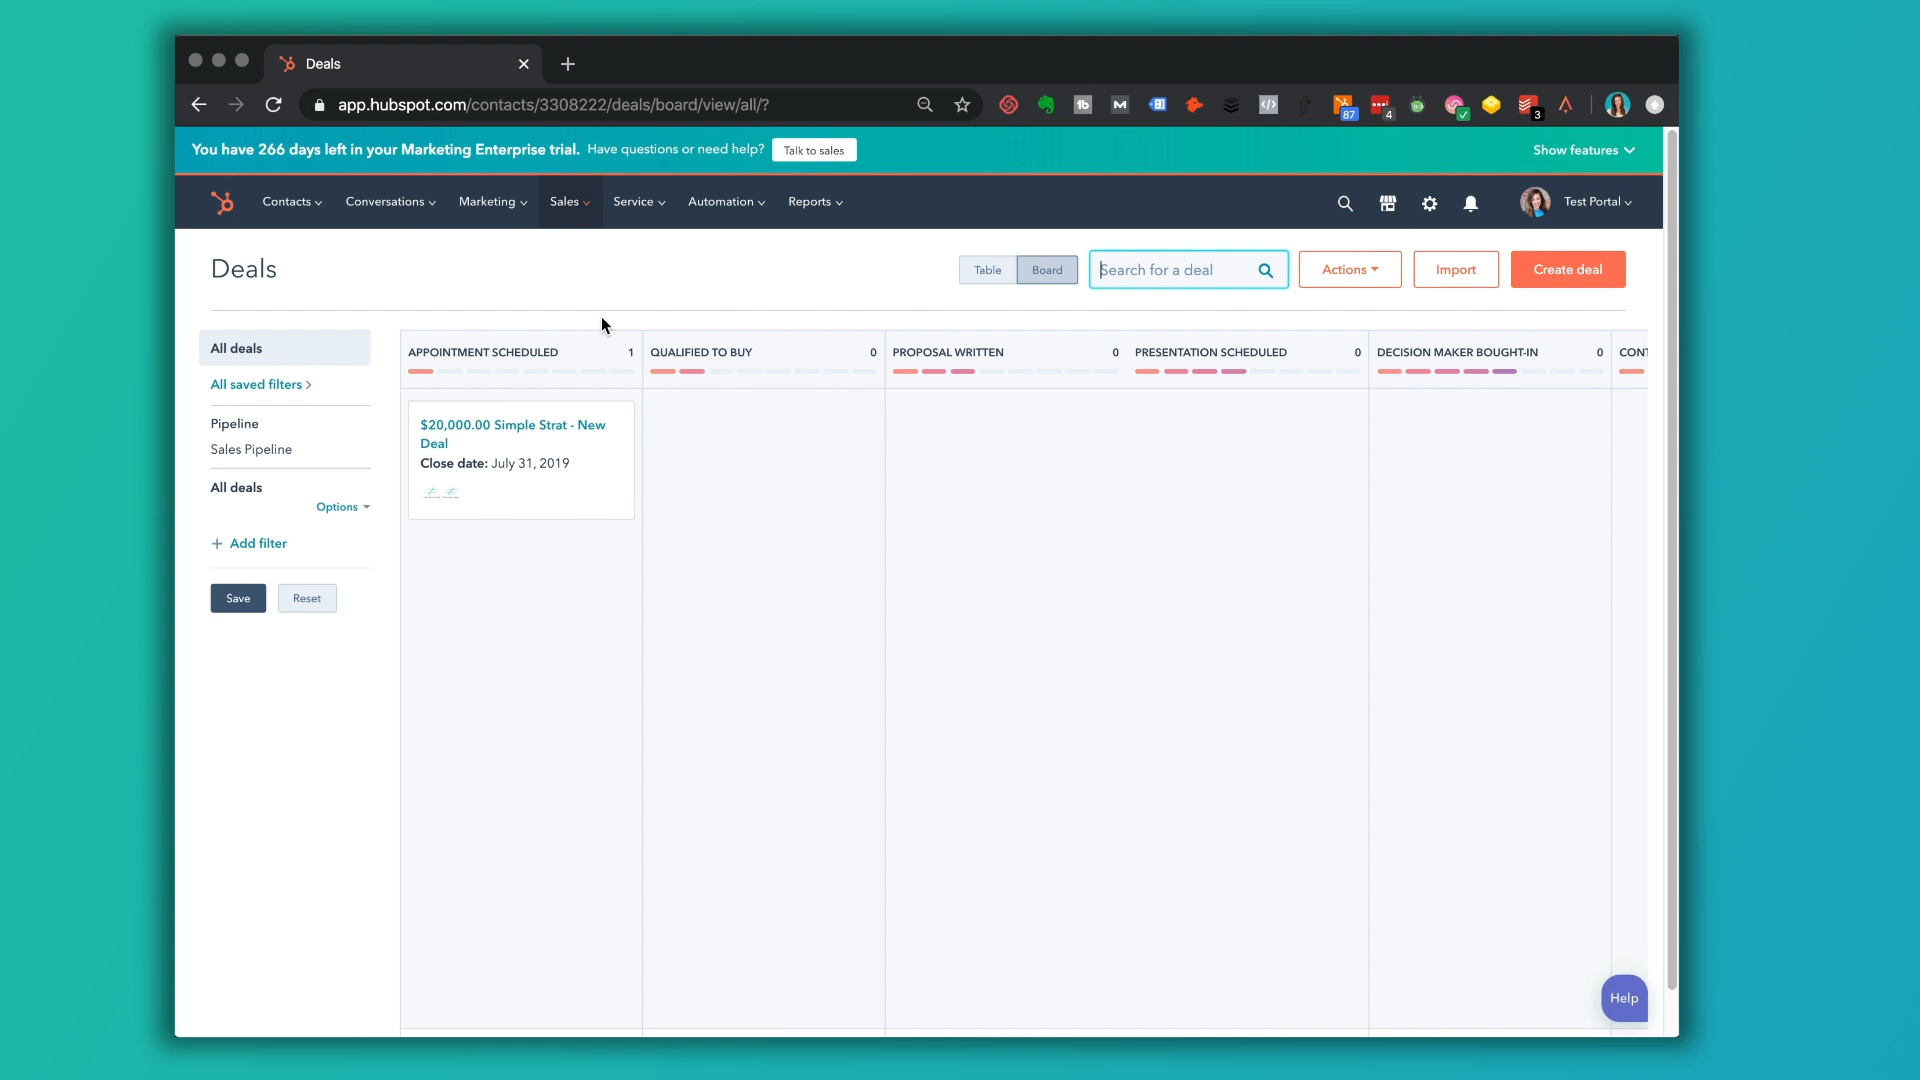 Deals
app.hubspot.com/contacts/3308222/deals/board/view/all/?
87
4
3
You have 266 days left in your Marketing Enterprise trial. Have questions or need help? Talk to sales
Show features
Contacts
Conversations
Marketing
Sales
Service
Automation
Reports
Test Portal
Deals
Table
Board
Search for a deal
Actions
Import
Create deal
All deals
All saved filters
Pipeline
Sales Pipeline
All deals
Options
+ Add filter
Save
Reset
APPOINTMENT SCHEDULED 1
QUALIFIED TO BUY 0
PROPOSAL WRITTEN 0
PRESENTATION SCHEDULED 0
DECISION MAKER BOUGHT-IN 0
CONT
$20,000.00 Simple Strat - New
Deal
Close date: July 31, 2019
Help